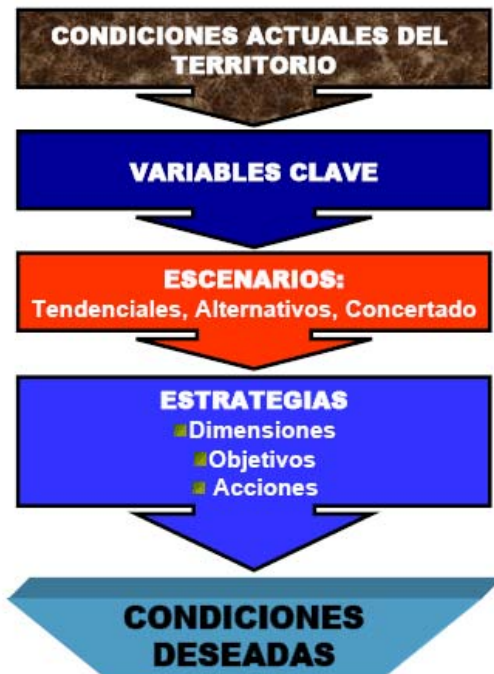 CONDICIONES ACTUALES DEL
TERRITORIO
VARIABLES CLAVE
ESCENARIOS:
Tendenciales, Alternativos, Concertado
ESTRATEGIAS
Dimensiones
Objetivos
Acciones
CONDICIONES
DESEADAS